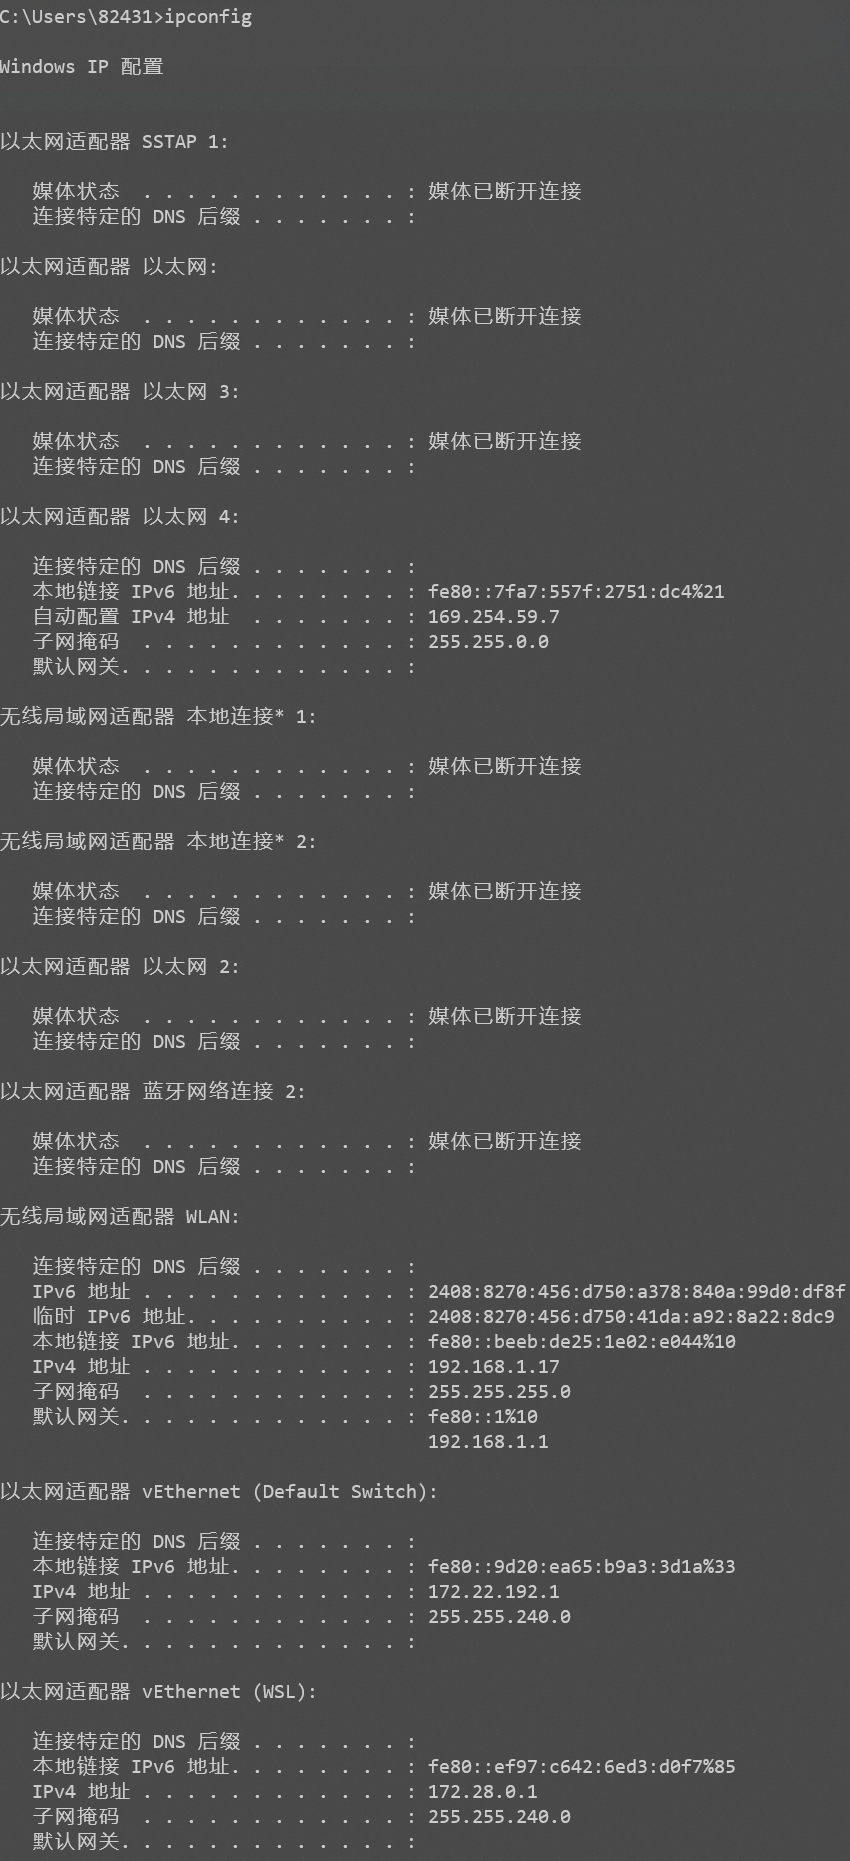 C:\Users\82431>ipconfig
Windows IP 配置
以太网适配器 SSTAP 1:
媒体状态  . . . . . . . . . . . . : 媒体已断开连接
连接特定的 DNS 后缀 . . . . . . . :
以太网适配器 以太网:
媒体状态  . . . . . . . . . . . . : 媒体已断开连接
连接特定的 DNS 后缀 . . . . . . . :
以太网适配器 以太网 3:
媒体状态  . . . . . . . . . . . . : 媒体已断开连接
连接特定的 DNS 后缀 . . . . . . . :
以太网适配器 以太网 4:
连接特定的 DNS 后缀 . . . . . . . :
本地链接 IPv6 地址. . . . . . . . : fe80::7fa7:557f:2751:dc4%21
自动配置 IPv4 地址  . . . . . . . : 169.254.59.7
子网掩码  . . . . . . . . . . . . : 255.255.0.0
默认网关. . . . . . . . . . . . . :
无线局域网适配器 本地连接* 1:
媒体状态  . . . . . . . . . . . . : 媒体已断开连接
连接特定的 DNS 后缀 . . . . . . . :
无线局域网适配器 本地连接* 2:
媒体状态  . . . . . . . . . . . . : 媒体已断开连接
连接特定的 DNS 后缀 . . . . . . . :
以太网适配器 以太网 2:
媒体状态  . . . . . . . . . . . . : 媒体已断开连接
连接特定的 DNS 后缀 . . . . . . . :
以太网适配器 蓝牙网络连接 2:
媒体状态  . . . . . . . . . . . . : 媒体已断开连接
连接特定的 DNS 后缀 . . . . . . . :
无线局域网适配器 WLAN:
连接特定的 DNS 后缀 . . . . . . . :
IPv6 地址 . . . . . . . . . . . . : 2408:8270:456:d750:a378:840a:99d0:df8f
临时 IPv6 地址. . . . . . . . . . : 2408:8270:456:d750:41da:a92:8a22:8dc9
本地链接 IPv6 地址. . . . . . . . : fe80::beeb:de25:1e02:e044%10
IPv4 地址 . . . . . . . . . . . . : 192.168.1.17
子网掩码  . . . . . . . . . . . . : 255.255.255.0
默认网关. . . . . . . . . . . . . : fe80::1%10
192.168.1.1
以太网适配器 vEthernet (Default Switch):
连接特定的 DNS 后缀 . . . . . . . :
本地链接 IPv6 地址. . . . . . . . : fe80::9d20:ea65:b9a3:3d1a%33
IPv4 地址 . . . . . . . . . . . . : 172.22.192.1
子网掩码  . . . . . . . . . . . . : 255.255.240.0
默认网关. . . . . . . . . . . . . :
以太网适配器 vEthernet (WSL):
连接特定的 DNS 后缀 . . . . . . . :
本地链接 IPv6 地址. . . . . . . . : fe80::ef97:c642:6ed3:d0f7%85
IPv4 地址 . . . . . . . . . . . . : 172.28.0.1
子网掩码  . . . . . . . . . . . . : 255.255.240.0
默认网关. . . . . . . . . . . . . :